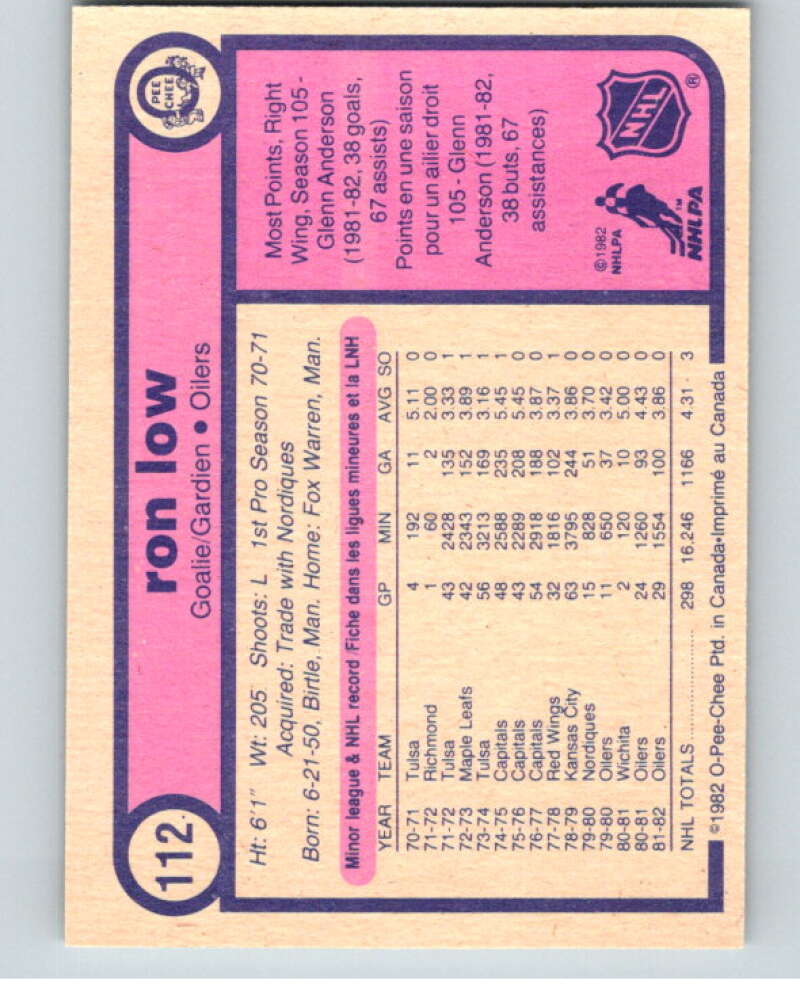 112
ron low
Goalie/Gardien • Oilers
O PEE CHEE
Ht: 6'1" Wt: 205 Shoots: L 1st Pro Season 70-71
Acquired: Trade with Nordiques
Born: 6-21-50, Birtle, Man. Home: Fox Warren, Man.
Minor league & NHL record/Fiche dans les ligues mineures et la LNH
YEAR TEAM GP MIN GA AVG SO
70-71 Tulsa 4 192 11 5.11 0
71-72 Richmond 1 60 2 2.00 0
71-72 Tulsa 43 2428 135 3.33 1
72-73 Maple Leafs 42 2343 152 3.89 1
73-74 Tulsa 56 3213 169 3.16 1
74-75 Capitals 48 2588 235 5.45 1
75-76 Capitals 43 2289 208 5.45 0
76-77 Capitals 54 2918 188 3.87 0
77-78 Red Wings 32 1816 102 3.37 1
78-79 Kansas City 63 3795 244 3.86 0
79-80 Nordiques 15 828 51 3.70 0
79-80 Oilers 11 650 37 3.42 0
80-81 Wichita 2 120 10 5.00 0
80-81 Oilers 24 1260 93 4.43 0
81-82 Oilers 29 1554 100 3.86 0
NHL TOTALS 298 16.246 1166 4.31 3
©1982 O-Pee-Chee Ptd. in Canada•Imprimé au Canada
Most Points, Right
Wing, Season 105 -
Glenn Anderson
(1981-82, 38 goals,
67 assists)
Points en une saison
pour un ailier droit
105 - Glenn
Anderson (1981-82,
38 buts, 67
assistances)
©1982
NHLPA
NHLPA™
NHL®